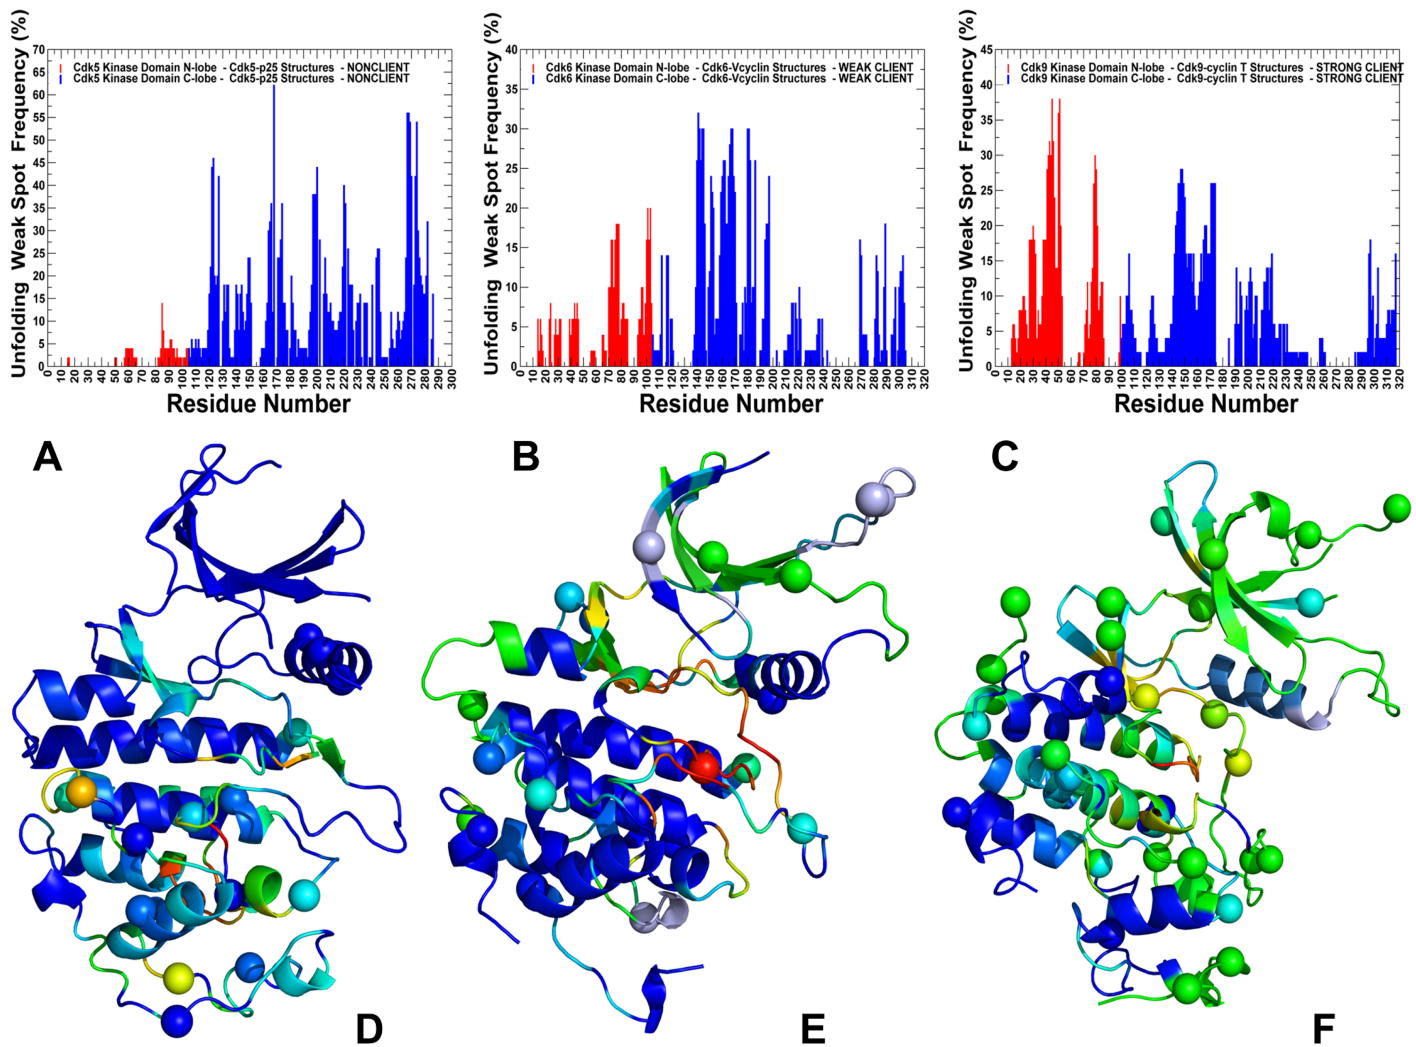 Unfolding Weak Spot Frequency (%)
70
65
60
55
50
45
40
35
30
25
20
15
10
5
0
Cdk5 Kinase Domain N-lobe - Cdk5-p25 Structures - NONCLIENT
Cdk5 Kinase Domain C-lobe - Cdk5-p25 Structures - NONCLIENT
0 10 20 30 40 50 60 70 80 90 100 110 120 130 140 150 160 170 180 190 200 210 220 230 240 250 260 270 280 290 300
Residue Number
Unfolding Weak Spot Frequency (%)
40
35
30
25
20
15
10
5
0
Cdk6 Kinase Domain N-lobe - Cdk6-Vcyclin Structures - WEAK CLIENT
Cdk6 Kinase Domain C-lobe - Cdk6-Vcyclin Structures - WEAK CLIENT
0 10 20 30 40 50 60 70 80 90 100 110 120 130 140 150 160 170 180 190 200 210 220 230 240 250 260 270 280 290 300 310 320
Residue Number
Unfolding Weak Spot Frequency (%)
45
40
35
30
25
20
15
10
5
0
Cdk9 Kinase Domain N-lobe - Cdk9-cyclin T Structures - STRONG CLIENT
Cdk9 Kinase Domain C-lobe - Cdk9-cyclin T Structures - STRONG CLIENT
0 10 20 30 40 50 60 70 80 90 100 110 120 130 140 150 160 170 180 190 200 210 220 230 240 250 260 270 280 290 300 310 320
Residue Number
A
B
C
D
E
F